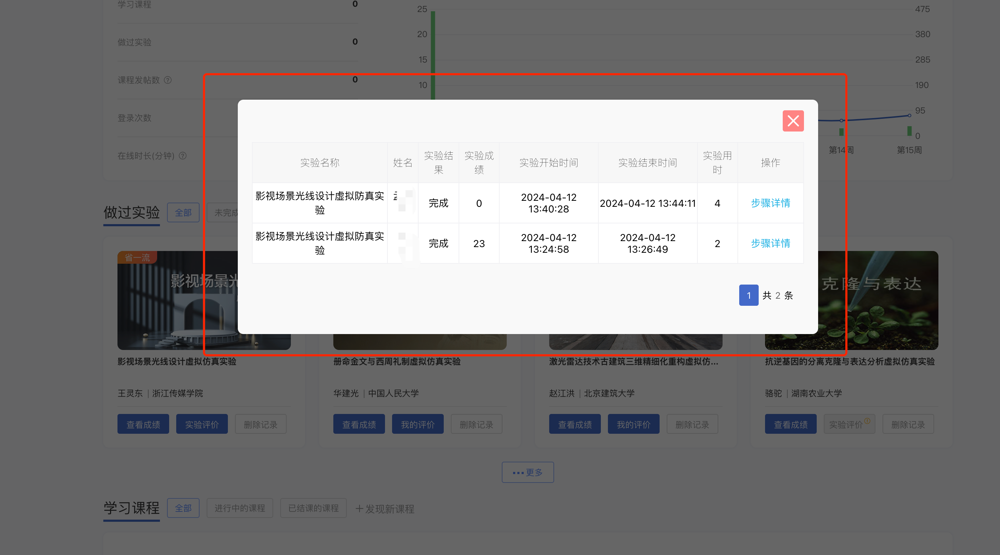 学习课程 0
做过实验 0
课程发帖数 ? 0
登录次数
在线时长(分钟) ?
25 475
20 380
15 285
10 190
95
0
第14周 第15周
实验名称 姓名 实验结果 实验成绩 实验开始时间 实验结束时间 实验用时 操作
影视场景光线设计虚拟防真实验 完成 0 2024-04-12 13:40:28 2024-04-12 13:44:11 4 步骤详情
影视场景光线设计虚拟防真实验 完成 23 2024-04-12 13:24:58 2024-04-12 13:26:49 2 步骤详情
1 共 2 条
做过实验 全部 未完成
省一流
影视场景光
克隆与表达
影视场景光线设计虚拟仿真实验
王灵东 | 浙江传媒学院
查看成绩 实验评价 删除记录
册命金文与西周礼制虚拟仿真实验
华建光 | 中国人民大学
查看成绩 我的评价 删除记录
激光雷达技术古建筑三维精细化重构虚拟仿...
赵江洪 | 北京建筑大学
查看成绩 我的评价 删除记录
抗逆基因的分离克隆与表达分析虚拟仿真实验
骆驼 | 湖南农业大学
查看成绩 实验评价 删除记录
更多
学习课程 全部 进行中的课程 已结课的课程 +发现新课程